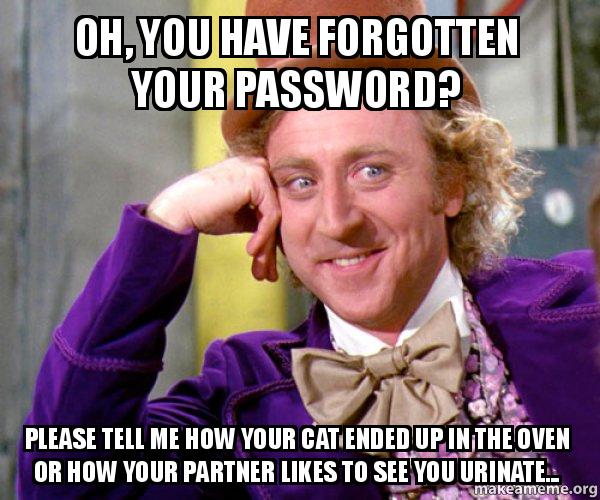 OH, YOU HAVE FORGOTTEN
YOUR PASSWORD?
PLEASE TELL ME HOW YOUR CAT ENDED UP IN THE OVEN
OR HOW YOUR PARTNER LIKES TO SEE YOU URINATE...
makeameme.org